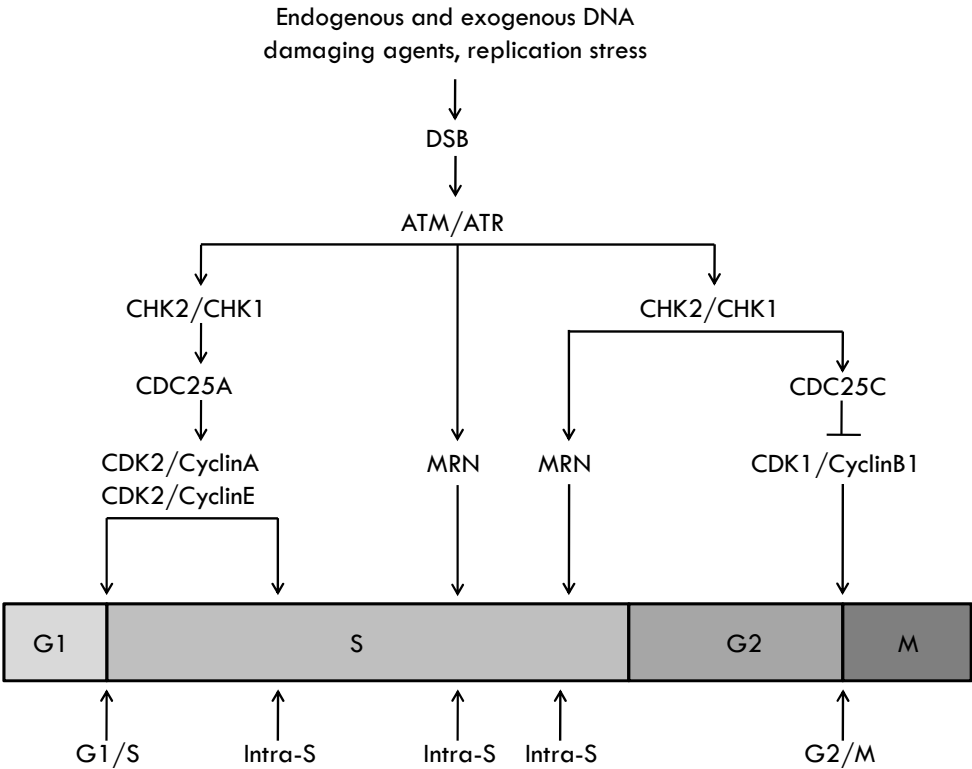 Endogenous and exogenous DNA
damaging agents, replication stress
DSB
ATM/ATR
CHK2/CHK1
CHK2/CHK1
CDC25A
CDC25C
CDK2/CyclinA
CDK2/CyclinE
MRN
MRN
CDK1/CyclinB1
G1
S
G2
M
G1/S
Intra-S
Intra-S
Intra-S
G2/M